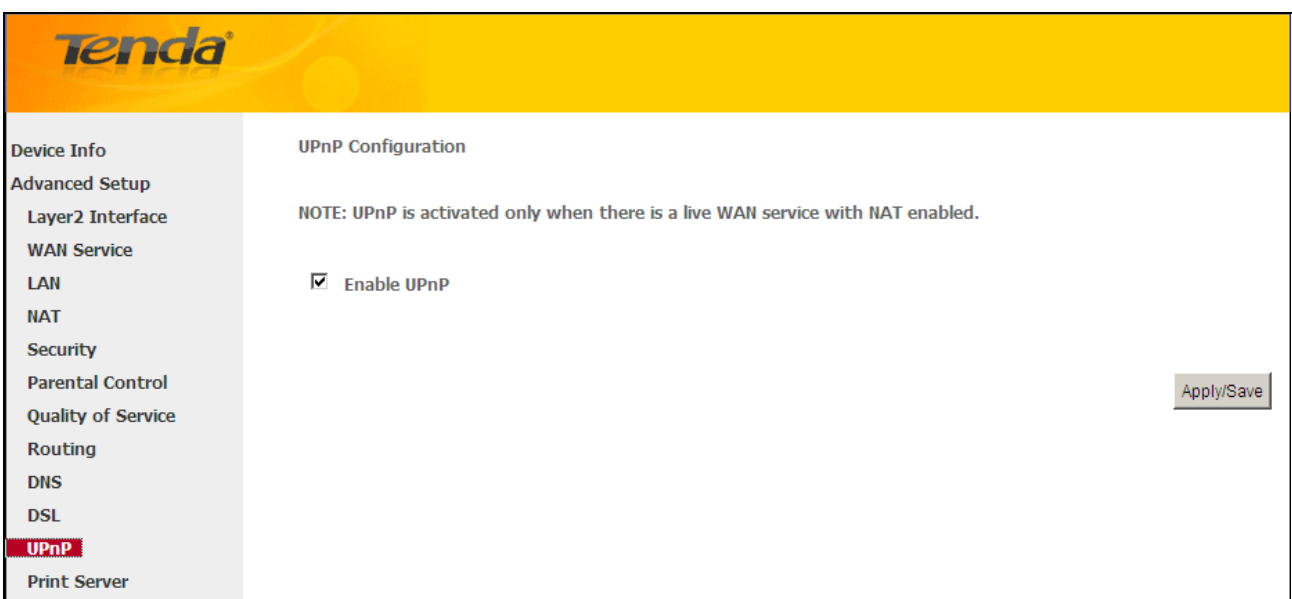 Tenda®
Device Info
Advanced Setup
Layer2 Interface
WAN Service
LAN
NAT
Security
Parental Control
Quality of Service
Routing
DNS
DSL
UPnP
Print Server
UPnP Configuration
NOTE: UPnP is activated only when there is a live WAN service with NAT enabled.
Enable UPnP
Apply/Save